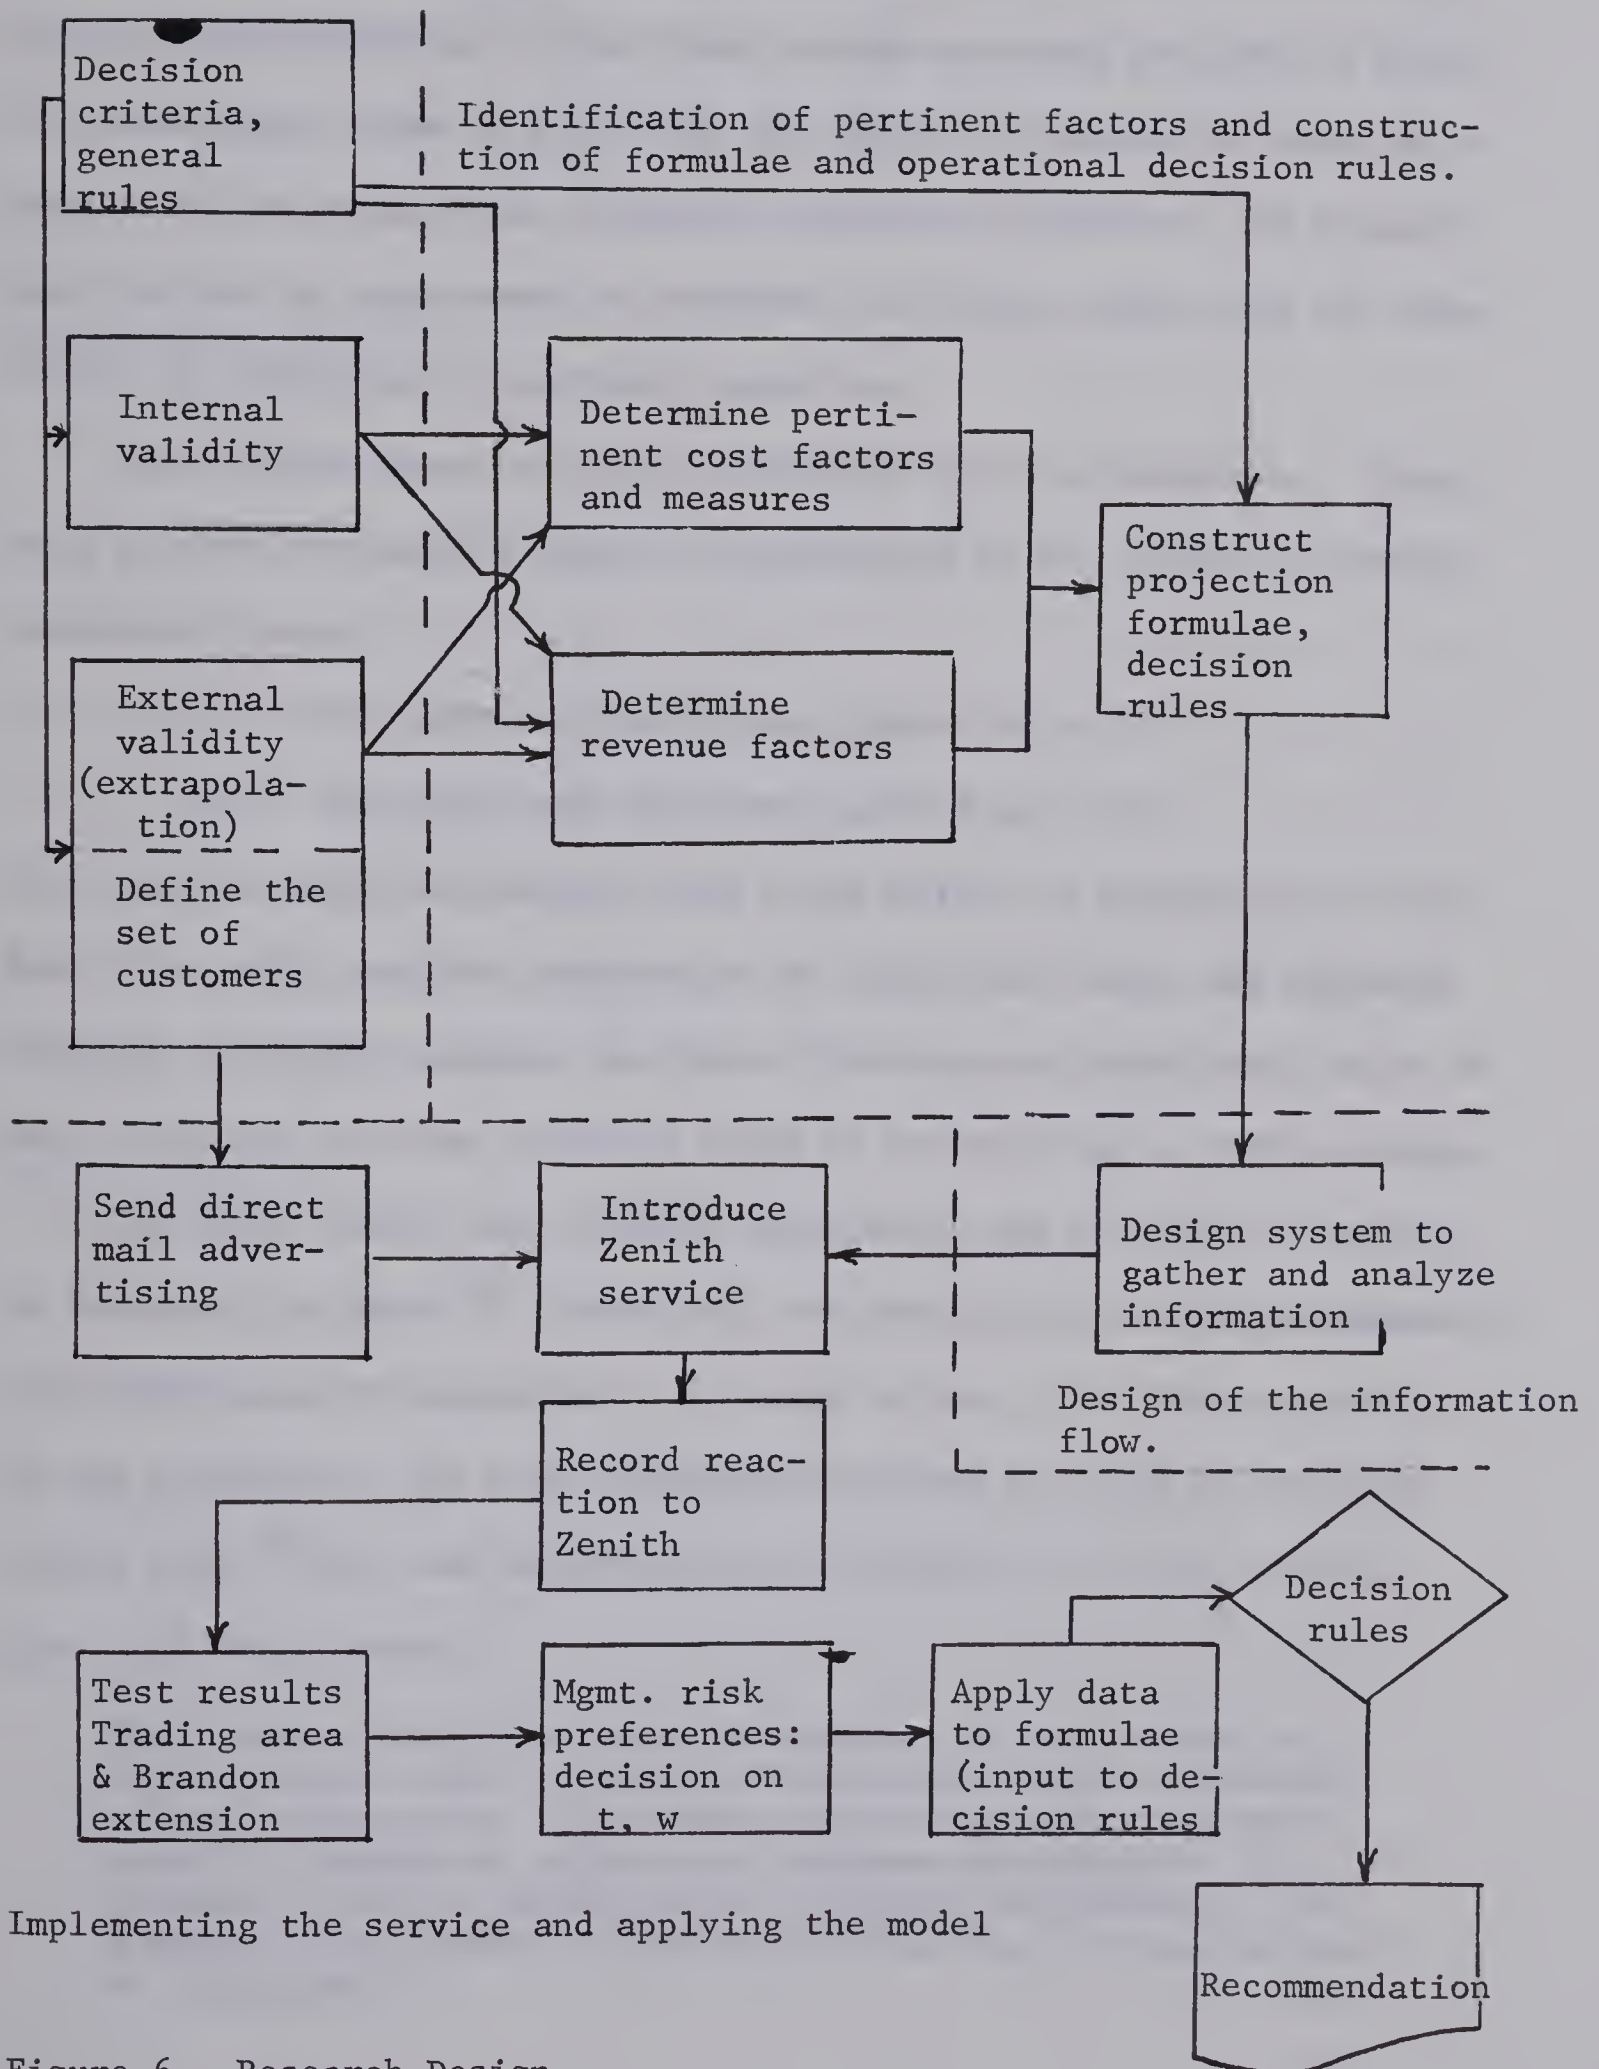 Decision
criteria,
general
rules
Identification of pertinent factors and construc-
tion of formulae and operational decision rules.
Internal
validity
Determine perti-
nent cost factors
and measures
Construct
projection
formulae,
decision
rules
External
validity
(extrapola-
tion)
Define the
set of
customers
Determine
revenue factors
Send direct
mail adver-
tising
Introduce
Zenith
service
Design system to
gather and analyze
information
Design of the information
flow.
Record reac-
tion to
Zenith
Decision
rules
Test results
Trading area
& Brandon
extension
Mgmt. risk
preferences:
decision on
t, w
Apply data
to formulae
(input to de-
cision rules
Implementing the service and applying the model
Recommendation
Figure 6. Research Design